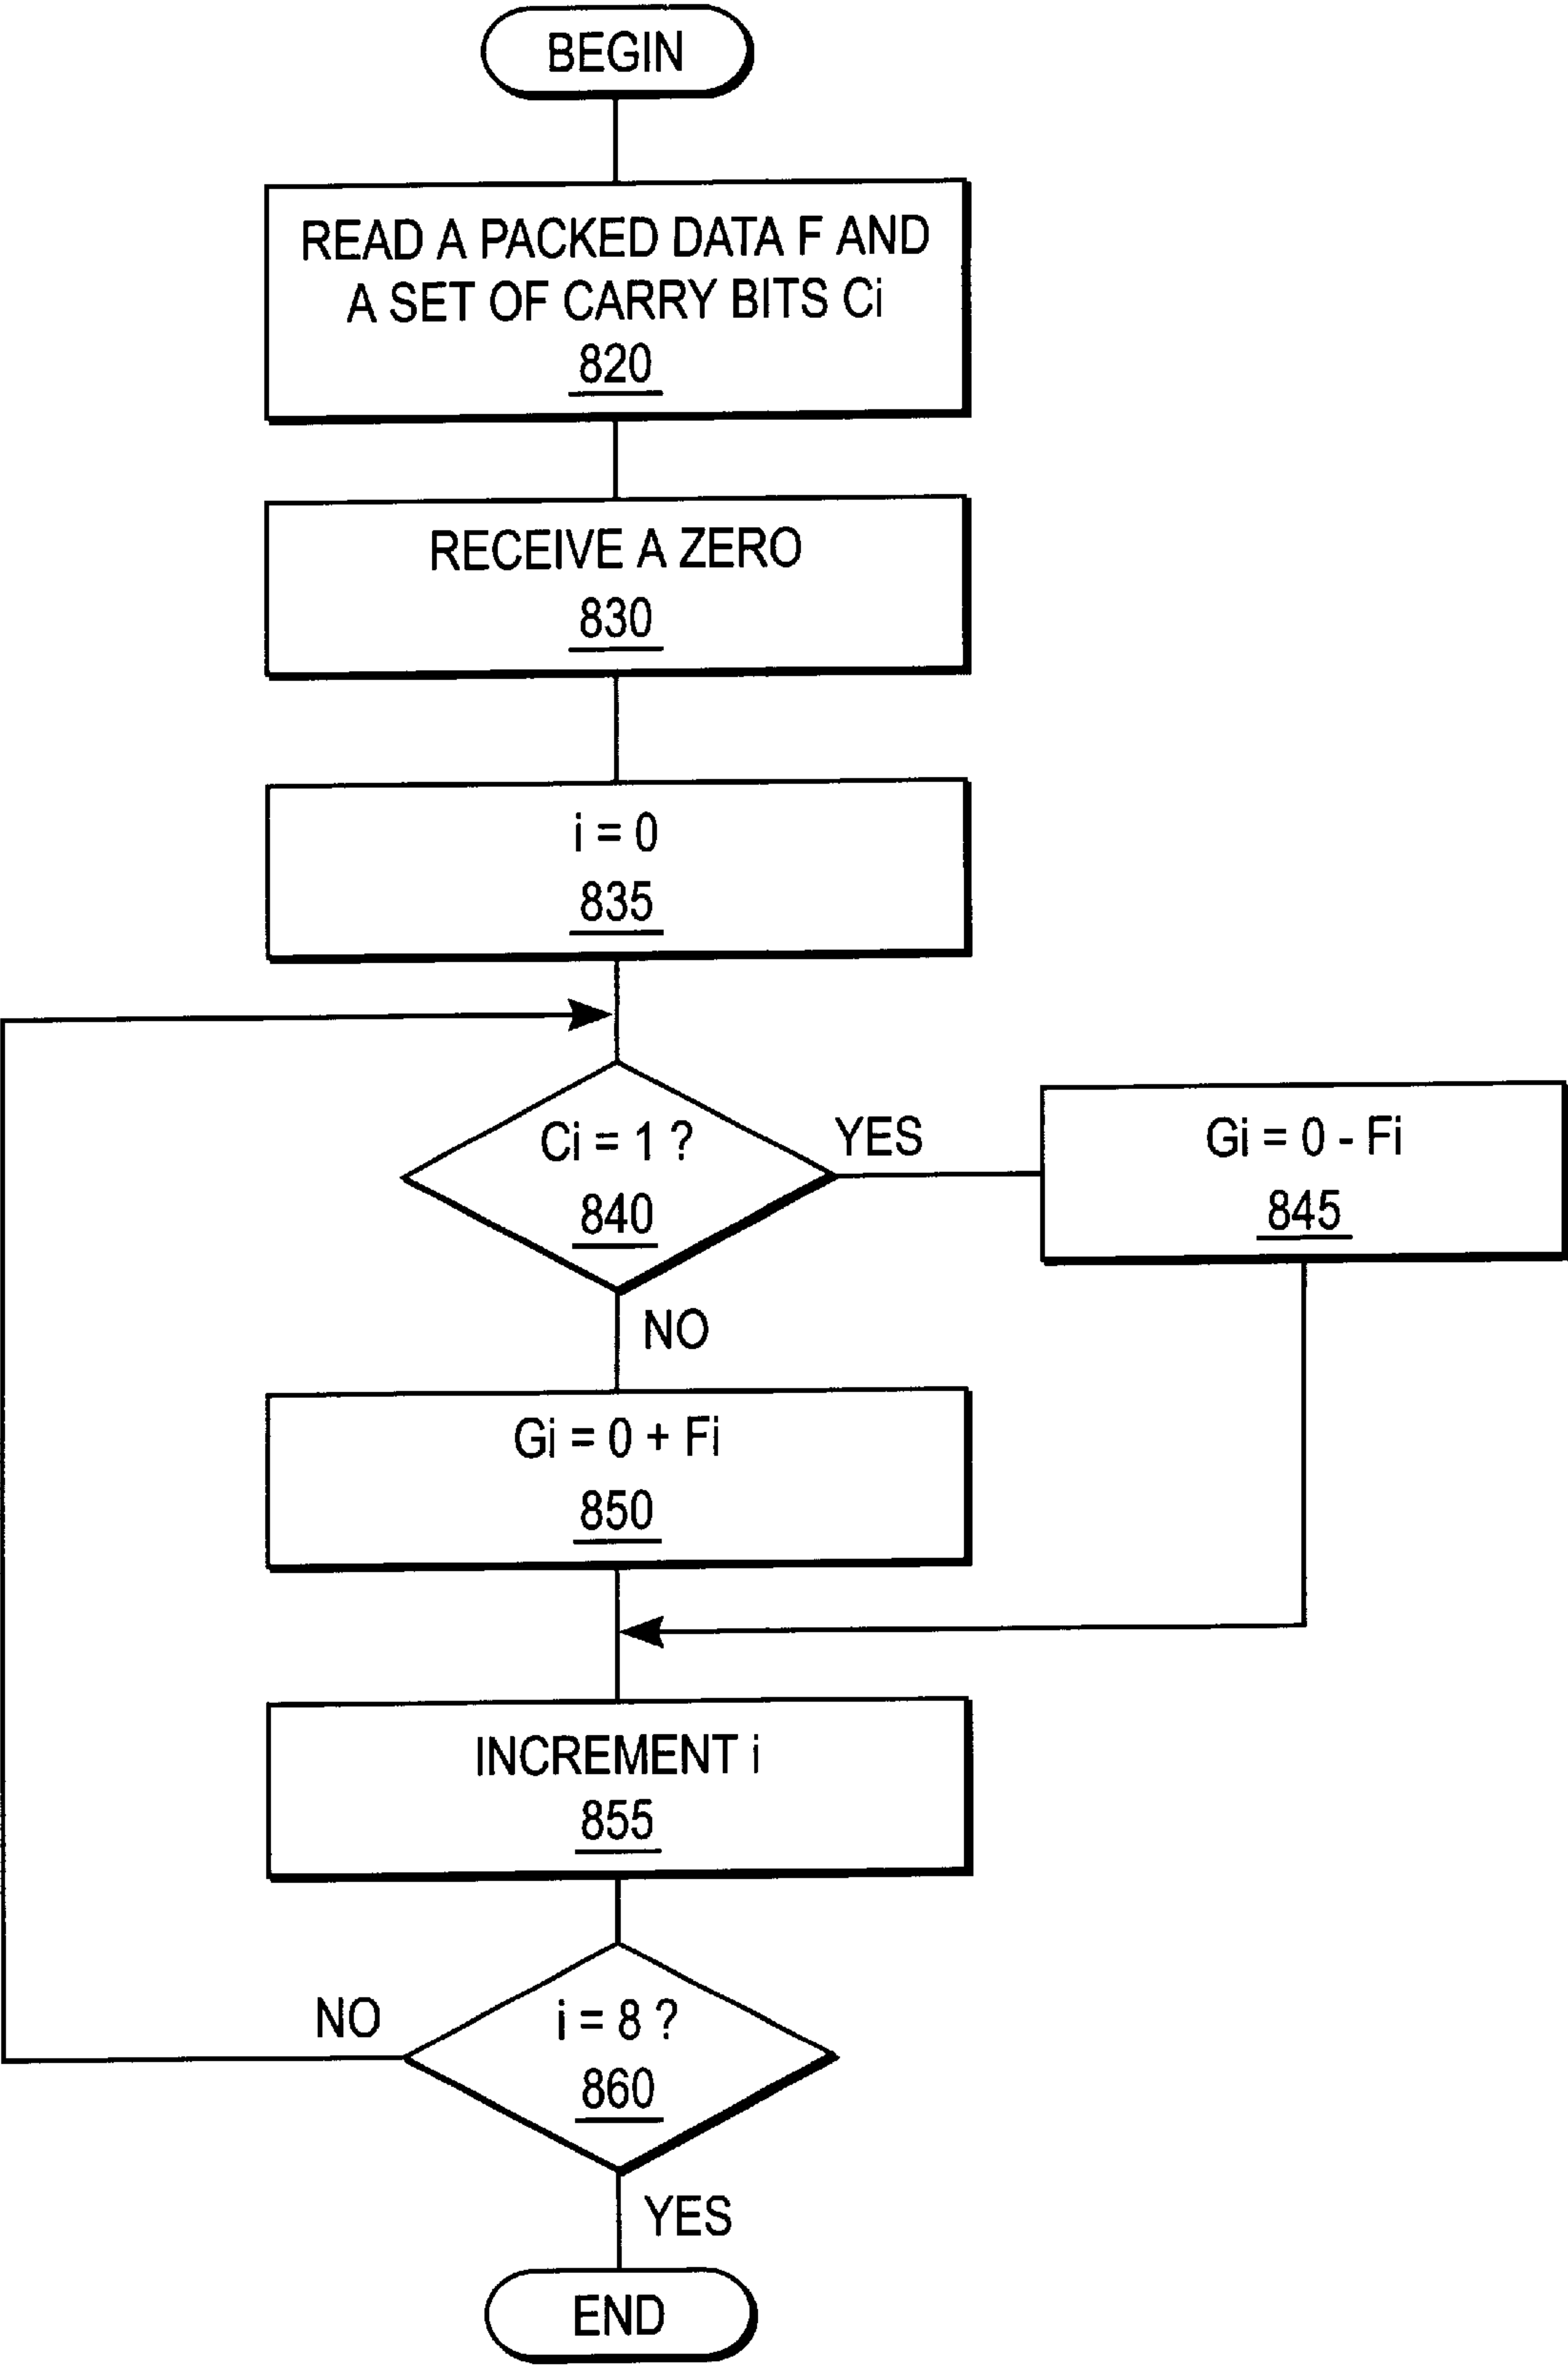 BEGIN
READ A PACKED DATA F AND
A SET OF CARRY BITS Ci
820
RECEIVE A ZERO
830
i = 0
835
Ci = 1 ?
840
YES
Gi = 0 - Fi
845
NO
Gi = 0 + Fi
850
INCREMENT i
855
i = 8 ?
860
NO
YES
END